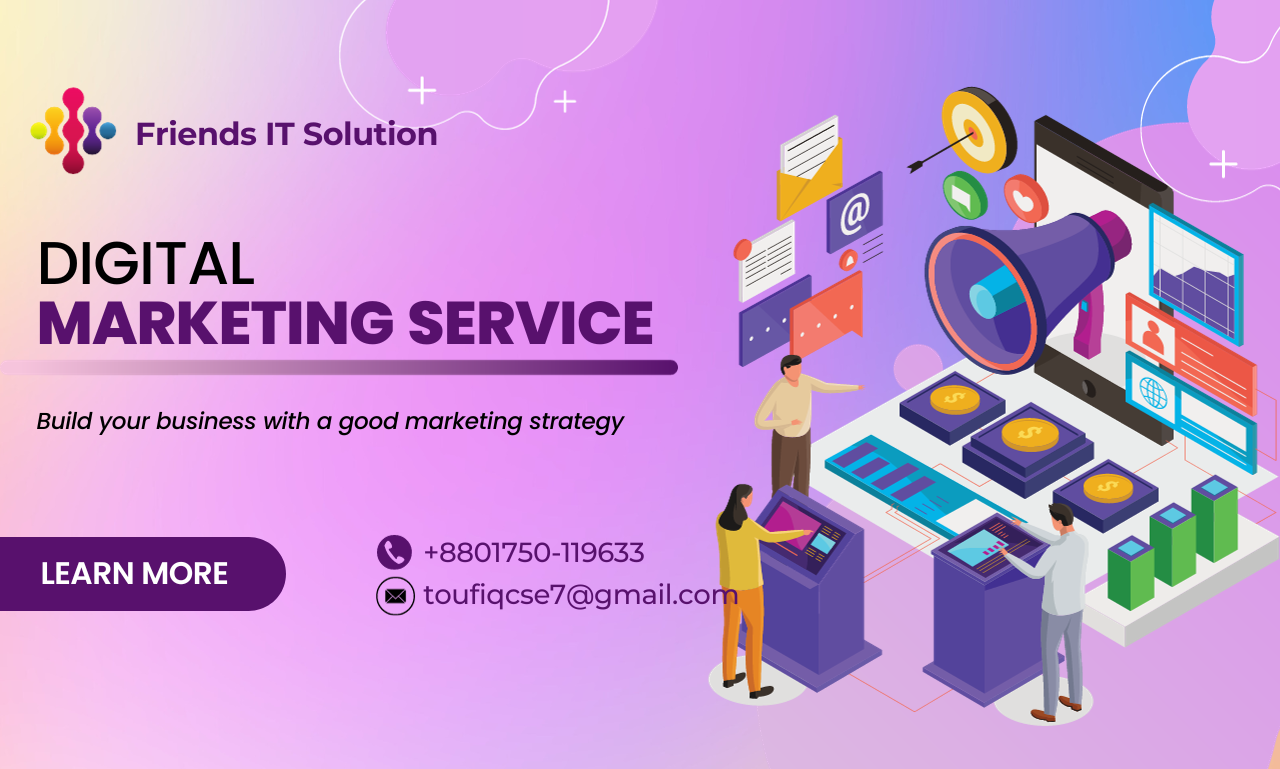 Friends IT Solution
DIGITAL
MARKETING SERVICE
Build your business with a good marketing strategy
LEARN MORE
+8801750-119633
toufiqcse7@gmail.com
@
$
$
$